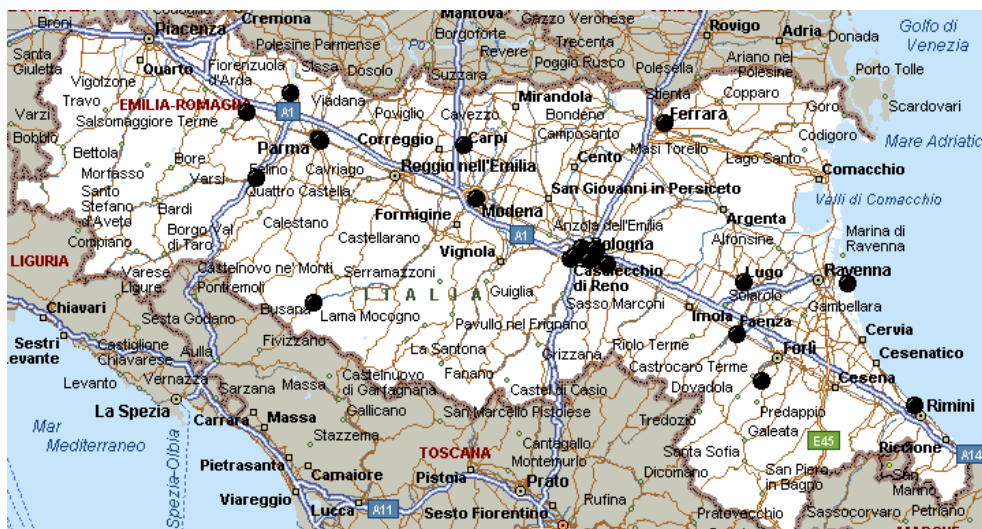 Broni
Cremona
Mantova
Gazzo Veronese
Rovigo
Adria
Donada
Golfo di
Venezia
Piacenza
Polesine Parmense
Borgoforte
Trecenta
Ariano nel
Polesine
Santa
Giuletta
Quarto
Fiorenzuola
d'Arda
Sissa
Dosolo
Po
Revere
Poggio Rusco
Polesella
Porto Tolle
Vigolzone
Suzzara
Stienta
Copparo
Travo
EMILIA-ROMAGNA
Viadana
Mirandola
Goro
Scardovari
Varzi
Salsomaggiore Terme
A1
Poviglio
Cavezzo
Bondeno
Ferrara
Bobbio
Correggio
Carpi
Camposanto
Codigoro
Mare Adriatico
Bettola
Bore
Parma
Masi Torello
Morfasso
Varsi
Felino
Cavriago
Reggio nell'Emilia
Cento
Lago Santo
Comacchio
Santo
Stefano
d'Aveto
Quattro Castella
San Giovanni in Persiceto
Valli di Comacchio
Bardi
Calestano
Formigine
Modena
Argenta
Compiano
Borgo Val
di Taro
Castellarano
A1
Anzola dell'Emilia
Alfonsine
Marina di
Ravenna
LIGURIA
Vignola
Bologna
Varese
Ligure
Castelnovo ne' Monti
Pontremoli
Serramazzoni
Casalecchio
di Reno
Lugo
Ravenna
Chiavari
ITALIA
Guiglia
Sasso Marconi
Solarolo
Gambellara
Sesta Godano
Busana
Lama Mocogno
Imola
Faenza
Cervia
Sestri
Levante
Castiglione
Chiavarese
Aulla
Fivizzano
Pavullo nel Frignano
Riolo Terme
Forlì
Cesenatico
Vernazza
La Santona
Grizzana
Castrocaro Terme
Levanto
Sarzana
Massa
Castelnuovo
di Garfagnana
Fanano
Castel di Casio
Dovadola
Cesena
La Spezia
Carrara
Massa
Gallicano
San Marcello Pistoiese
Tredozio
Predappio
Rimini
Mar
Mediterraneo
Stazzema
Cantagallo
Galeata
E45
Riccione
Spezia-Olbia
Pietrasanta
Camaiore
TOSCANA
Montemurlo
Santa Sofia
A14
Pistoia
Dicomano
San Piero
in Bagno
San
Marino
Viareggio
Prato
Lucca
A11
Sesto Fiorentino
Rufina
Pratovecchio
Sassocorvaro
Petriano